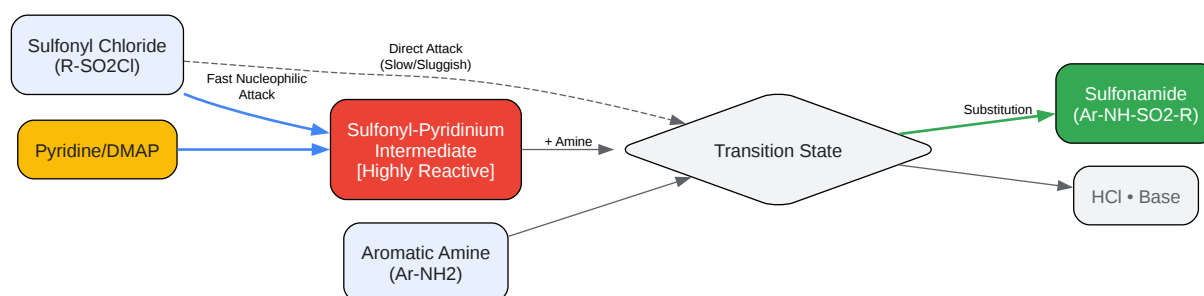 Sulfonyl Chloride
(R-SO2Cl)
Direct Attack
(Slow/Sluggish)
Fast Nucleophilic
Attack
Pyridine/DMAP
Sulfonyl-Pyridinium
Intermediate
[Highly Reactive]
+ Amine
Transition State
Substitution
Sulfonamide
(Ar-NH-SO2-R)
HCl • Base
Aromatic Amine
(Ar-NH2)